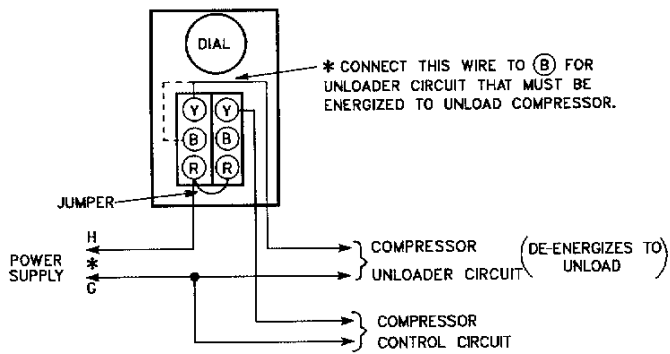 DIAL
* CONNECT THIS WIRE TO B FOR
UNLOADER CIRCUIT THAT MUST BE
ENERGIZED TO UNLOAD COMPRESSOR.
Y Y
B B
R R
JUMPER
H
POWER
SUPPLY
*
G
COMPRESSOR
UNLOADER CIRCUIT
(DE-ENERGIZES TO
UNLOAD)
COMPRESSOR
CONTROL CIRCUIT